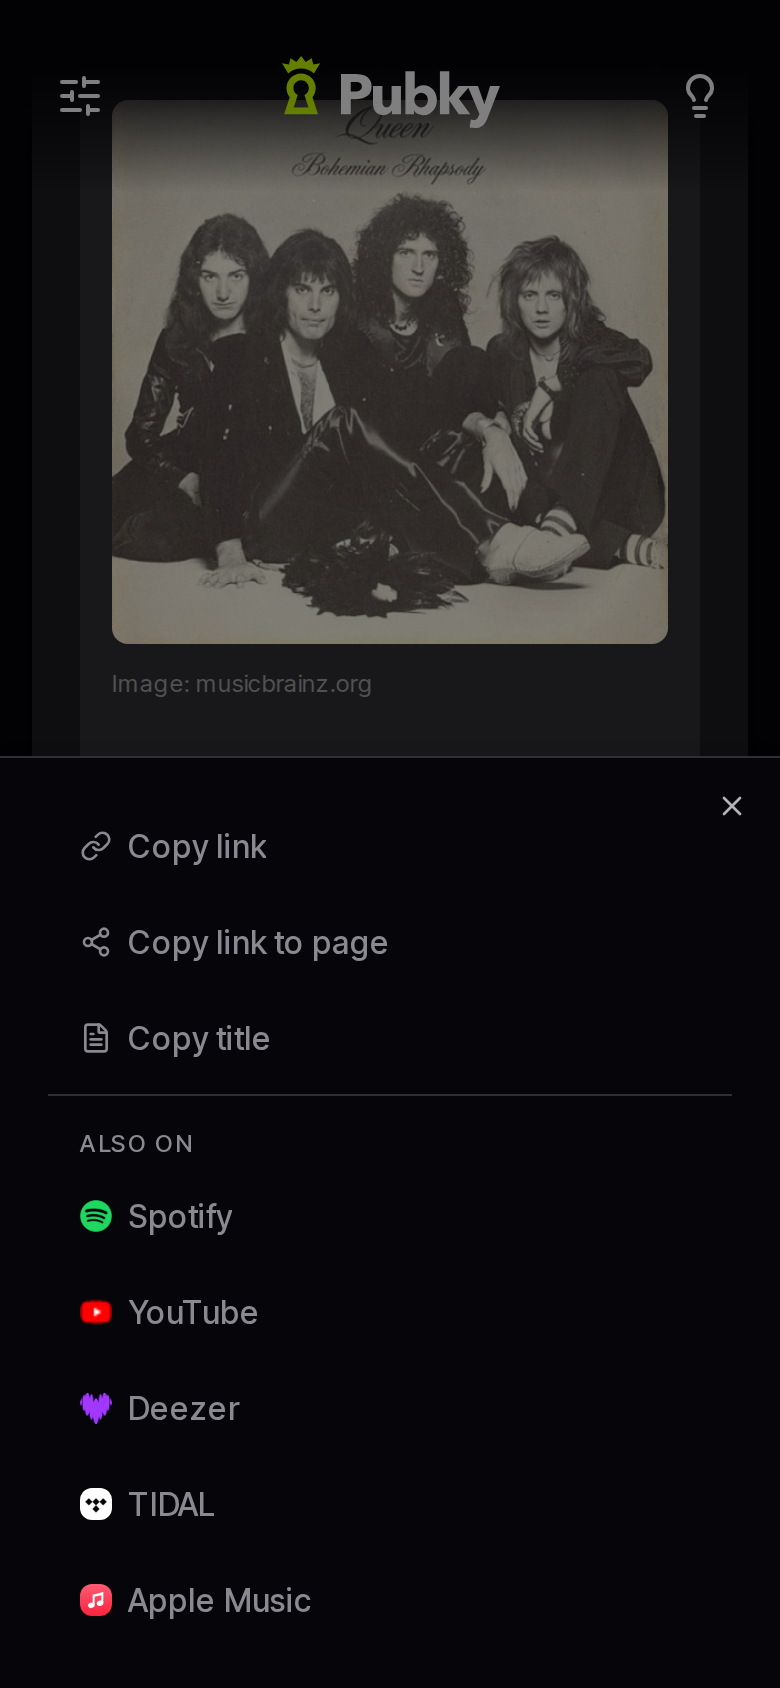 Pubky
Queen
Bohemian Rhapsody
Image: musicbrainz.org
Copy link
Copy link to page
Copy title
ALSO ON
Spotify
YouTube
Deezer
TIDAL
Apple Music